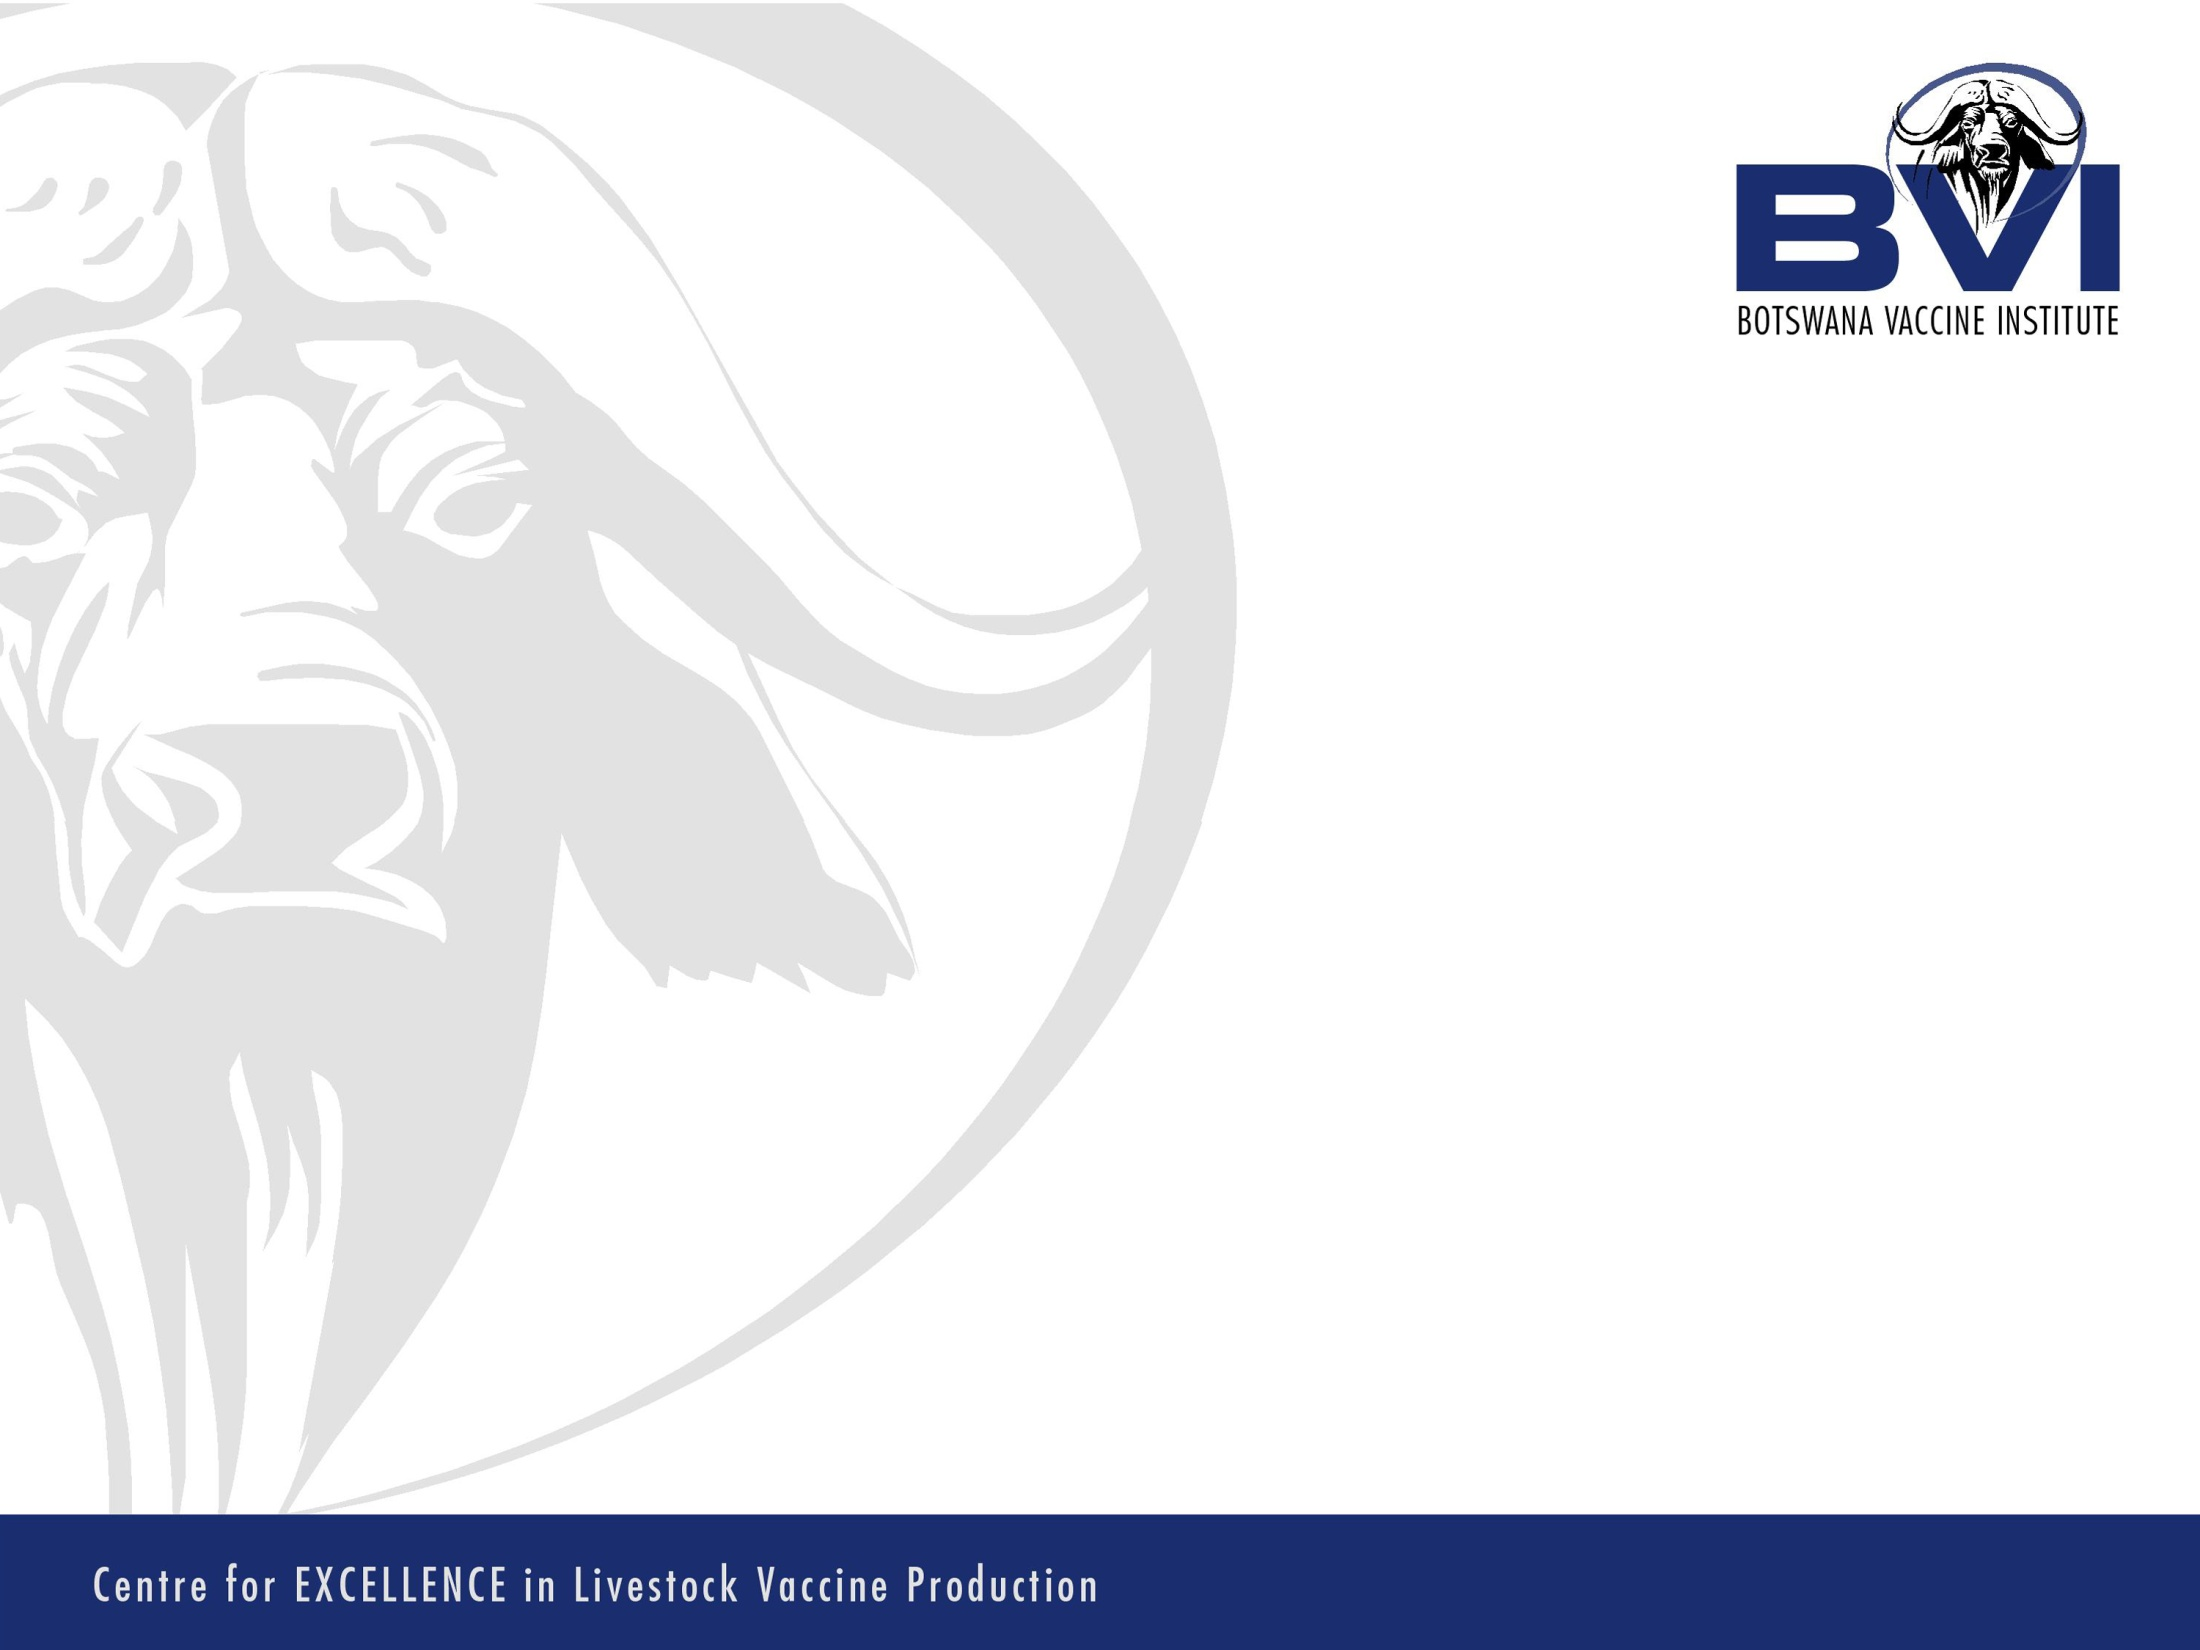 BVI
BOTSWANA VACCINE INSTITUTE
Centre for EXCELLENCE in Livestock Vaccine Production